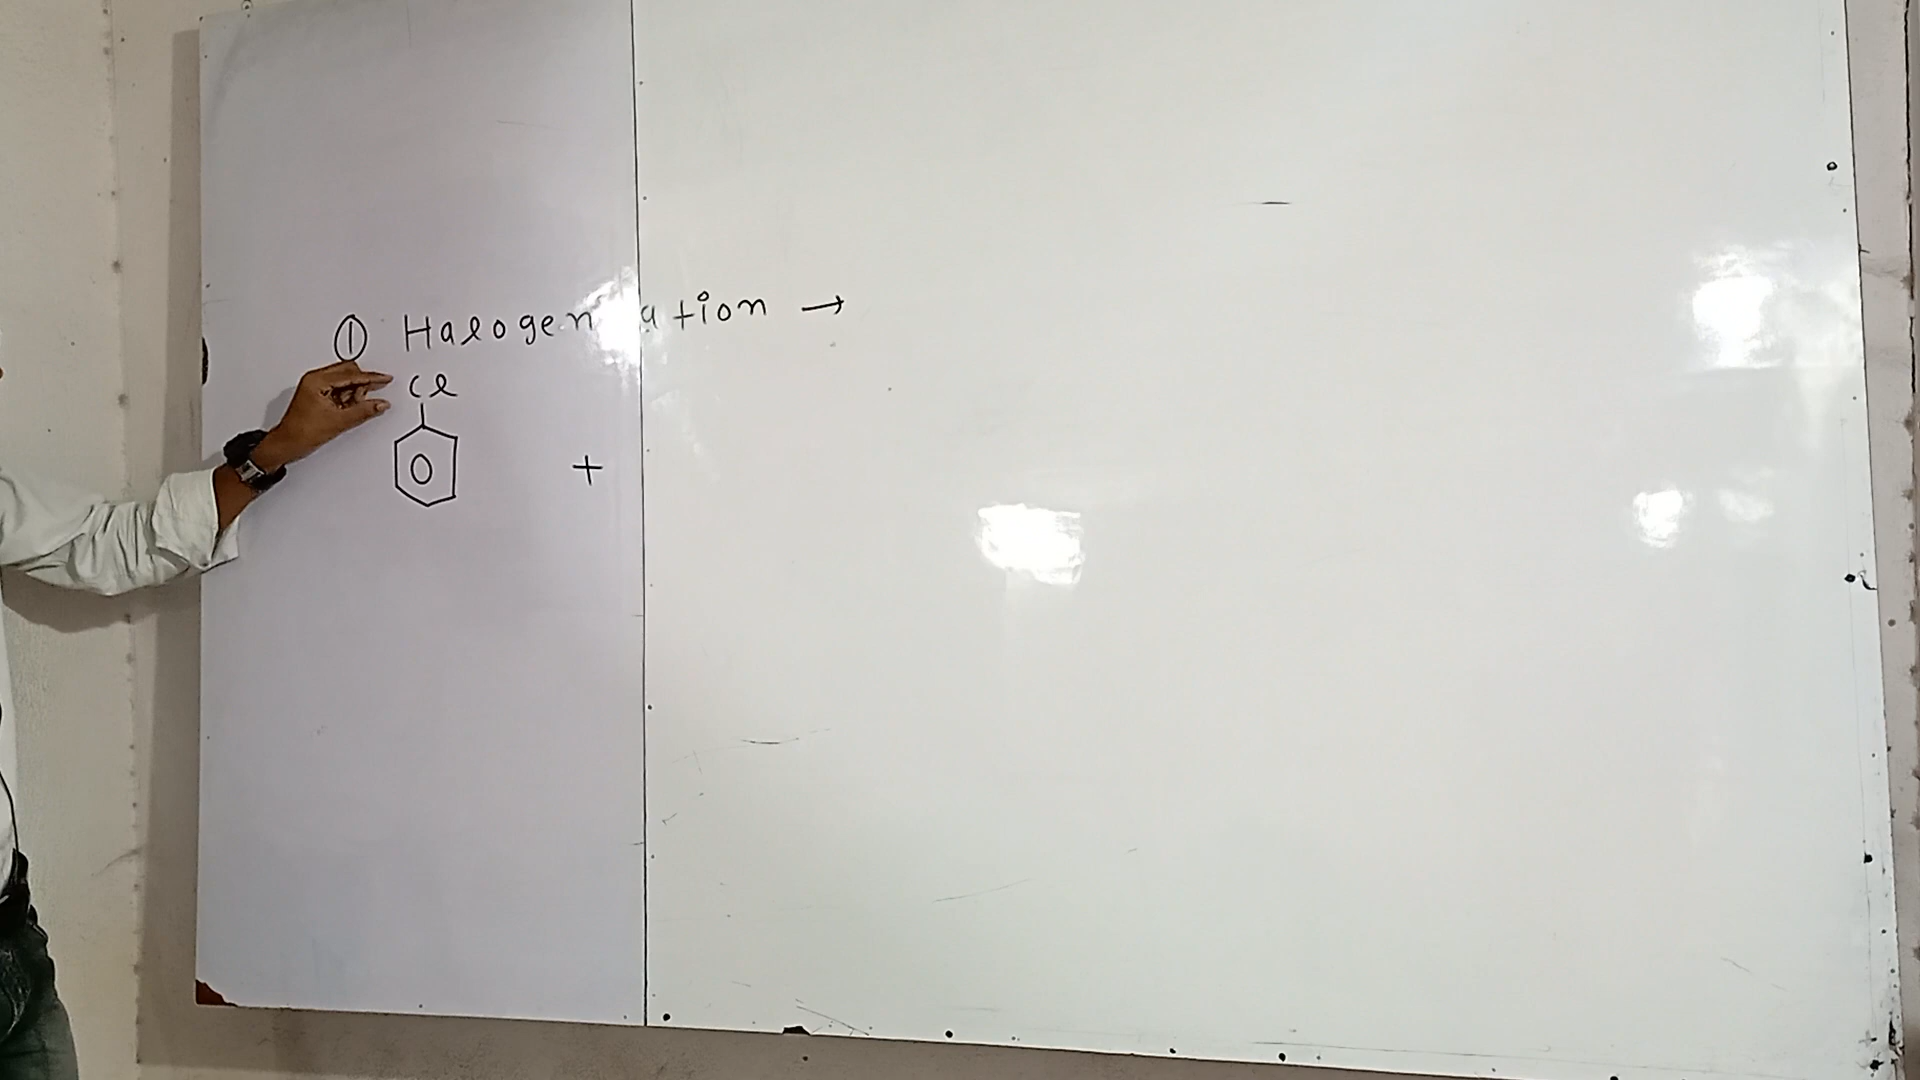 ① Halogenation →
Cl
+